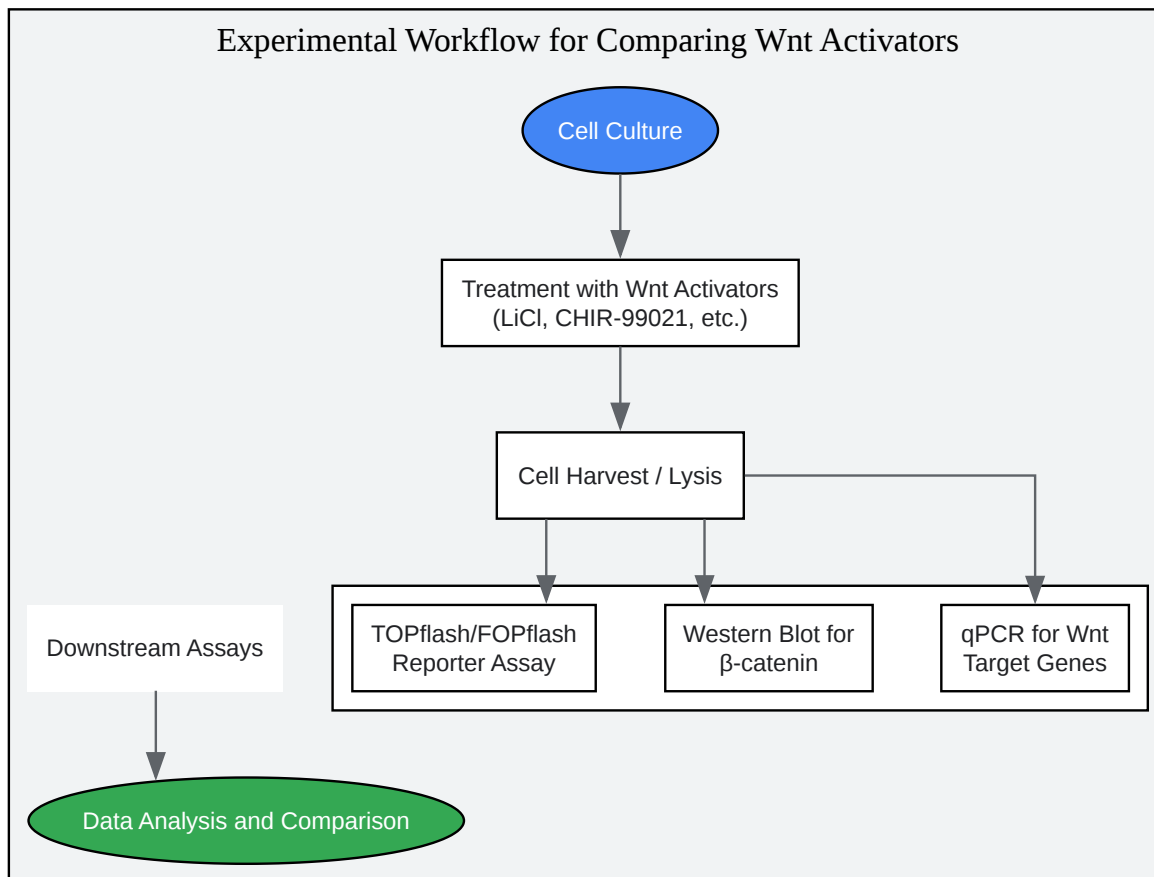 Experimental Workflow for Comparing Wnt Activators
Cell Culture
Treatment with Wnt Activators
(LiCl, CHIR-99021, etc.)
Cell Harvest / Lysis
TOPflash/FOPflash
Reporter Assay
Western Blot for
β-catenin
qPCR for Wnt
Target Genes
Downstream Assays
Data Analysis and Comparison